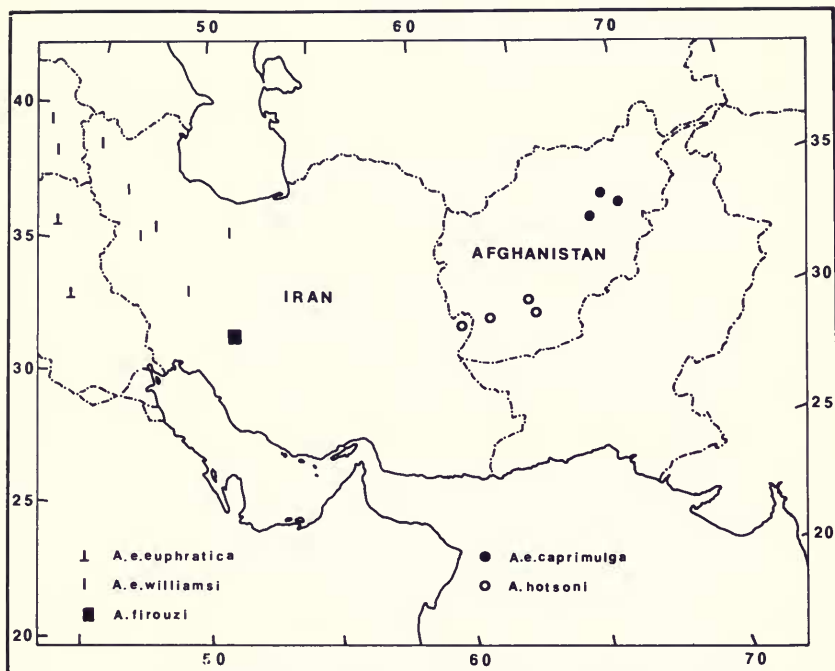 50 60 70
40
35
30
25
20
35
30
25
20
AFGHANISTAN
IRAN
A.e.euphratica
A.e.williamsi
A.firouzi
A.e.caprimulga
A.hotsoni
50 60 70